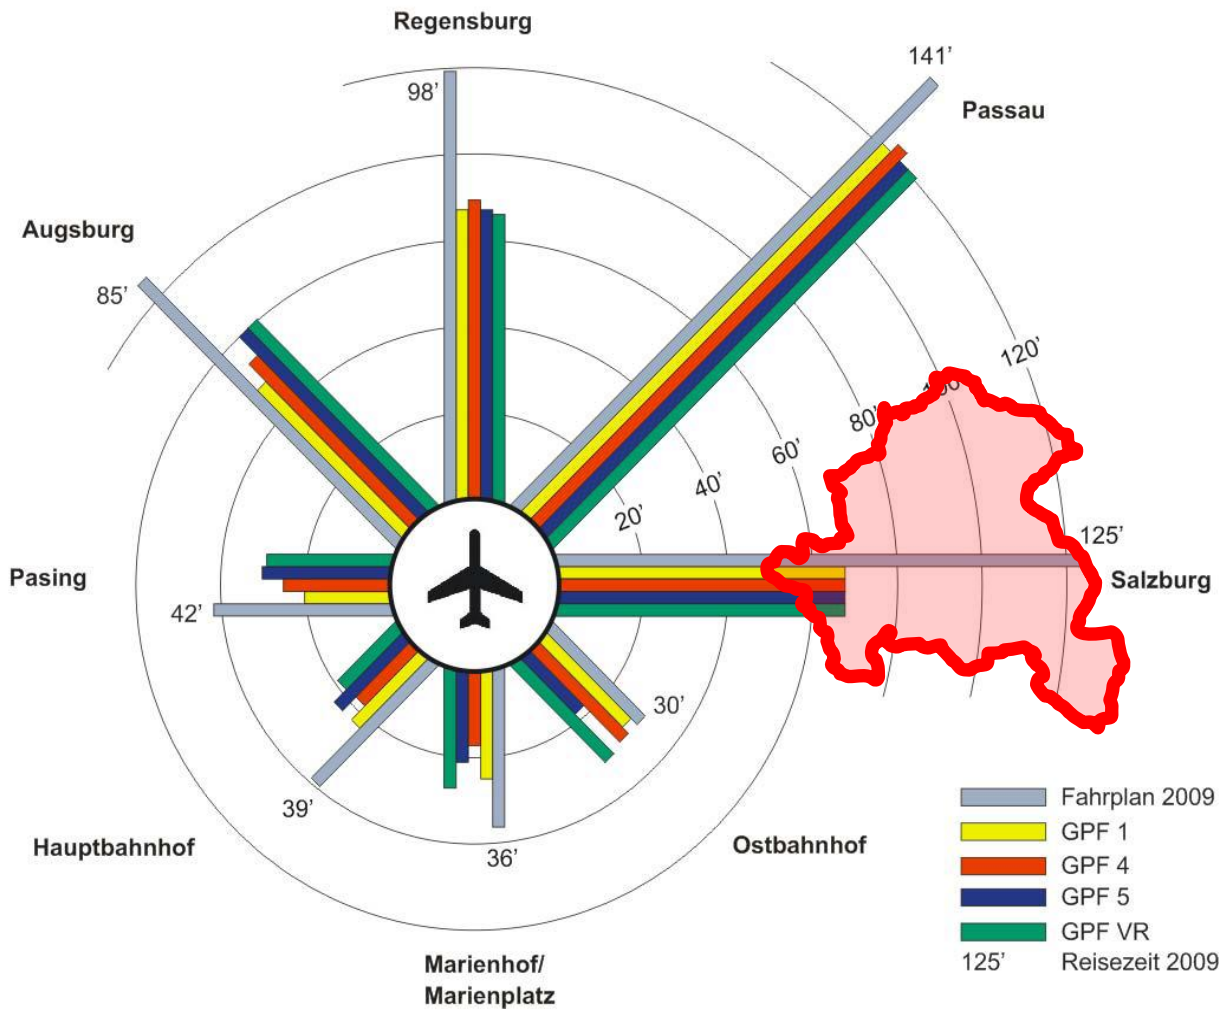 Regensburg
141’
98’
Passau
Augsburg
85’
120’
80’
60’
40’
20’
125’
Pasing
Salzburg
42’
30’
39’
Fahrplan 2009
Hauptbahnhof
Ostbahnhof
36’
GPF 1
GPF 4
GPF 5
GPF VR
Marienhof/
Marienplatz
125’ Reisezeit 2009